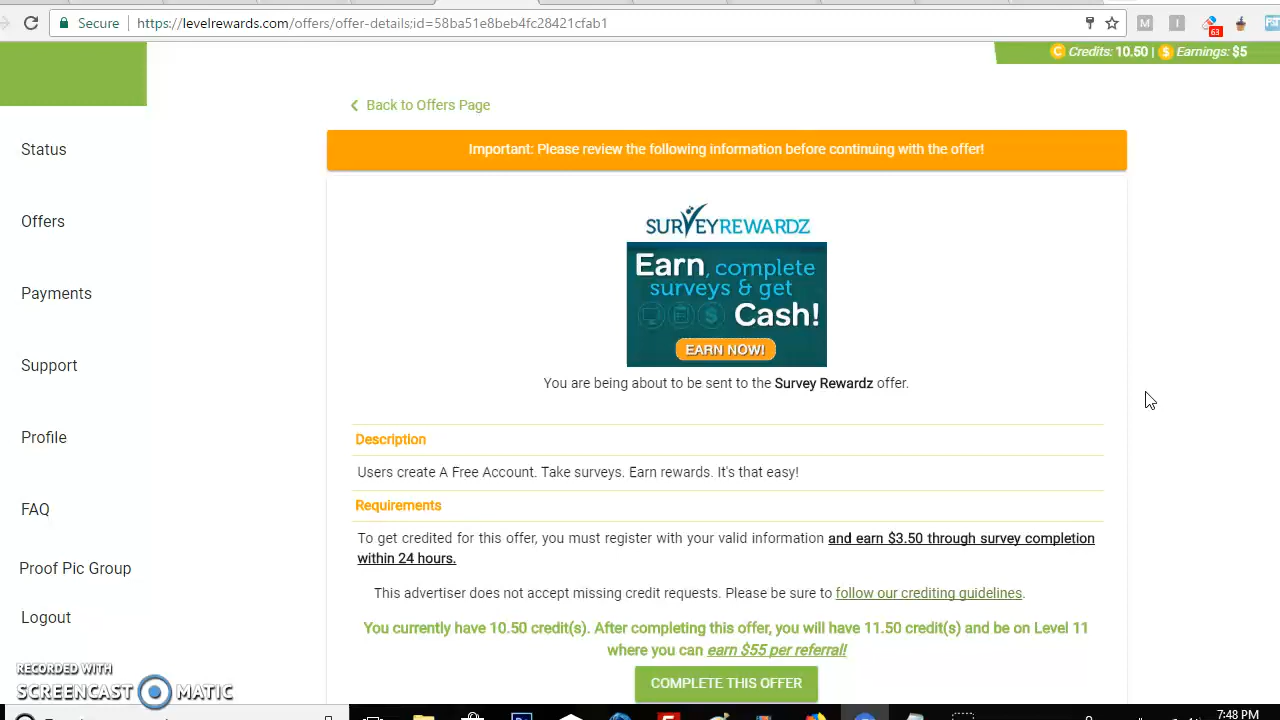 Secure https://levelrewards.com/offers/offer-details;id=58ba51e8beb4fc28421cfab1
M I 63
C Credits: 10.50 | $ Earnings: $5
Back to Offers Page
Important: Please review the following information before continuing with the offer!
Status
Offers
Payments
Support
Profile
FAQ
Proof Pic Group
Logout
SURVEYREWARDZ
Earn, complete
surveys & get
$ Cash!
EARN NOW!
You are being about to be sent to the Survey Rewardz offer.
Description
Users create A Free Account. Take surveys. Earn rewards. It's that easy!
Requirements
To get credited for this offer, you must register with your valid information and earn $3.50 through survey completion
within 24 hours.
This advertiser does not accept missing credit requests. Please be sure to follow our crediting guidelines.
You currently have 10.50 credit(s). After completing this offer, you will have 11.50 credit(s) and be on Level 11
where you can earn $55 per referral!
COMPLETE THIS OFFER
RECORDED WITH
SCREENCAST MATIC
7:48 PM